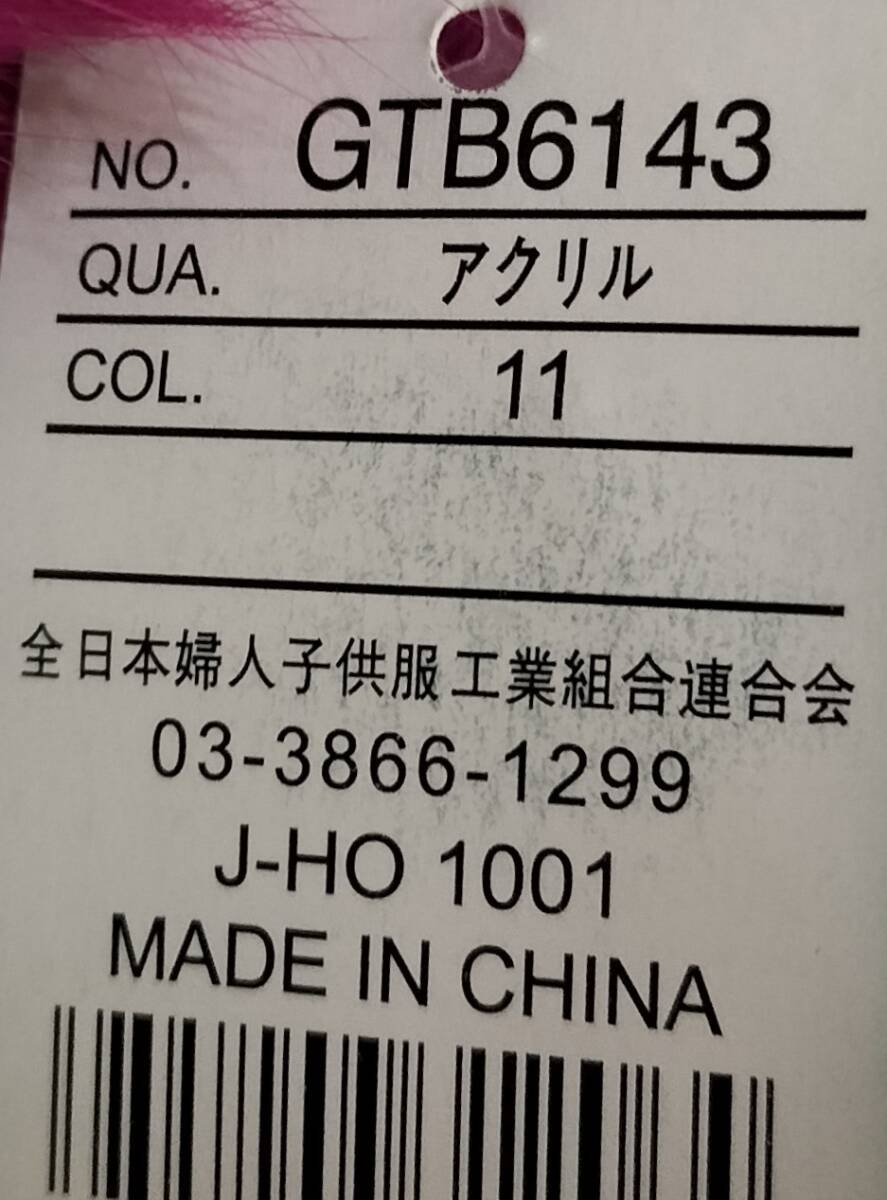 NO. GTB6143
QUA. アクリル
COL. 11
全日本婦人子供服工業組合連合会
03-3866-1299
J-HO 1001
MADE IN CHINA